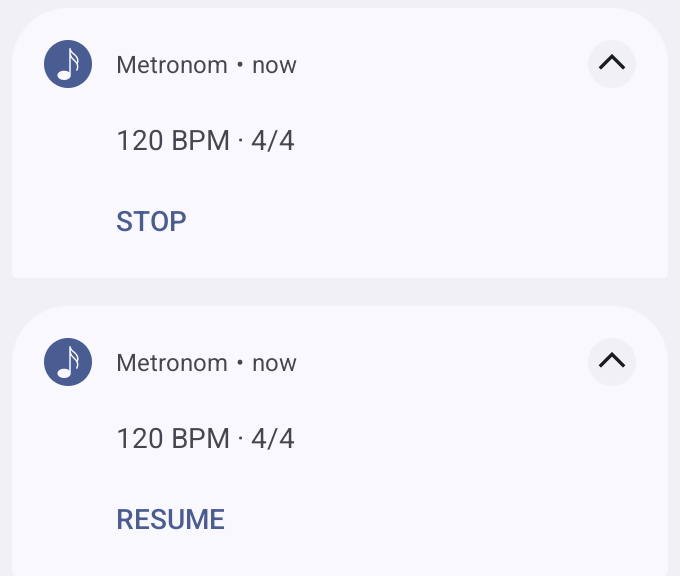 Metronom • now
120 BPM · 4/4
STOP
Metronom • now
120 BPM · 4/4
RESUME